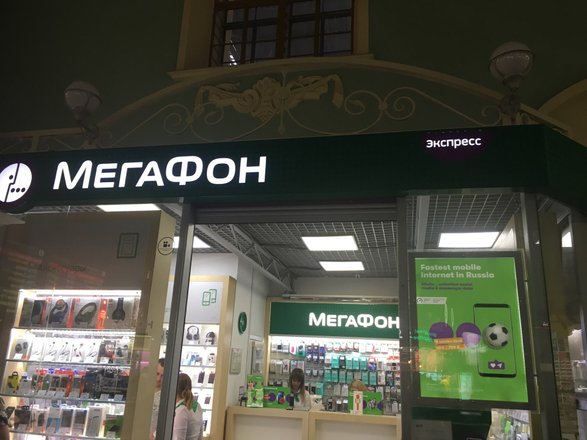 МЕГАФОН
экспресс
МЕГАФОН
Fastest mobile
internet in Russia